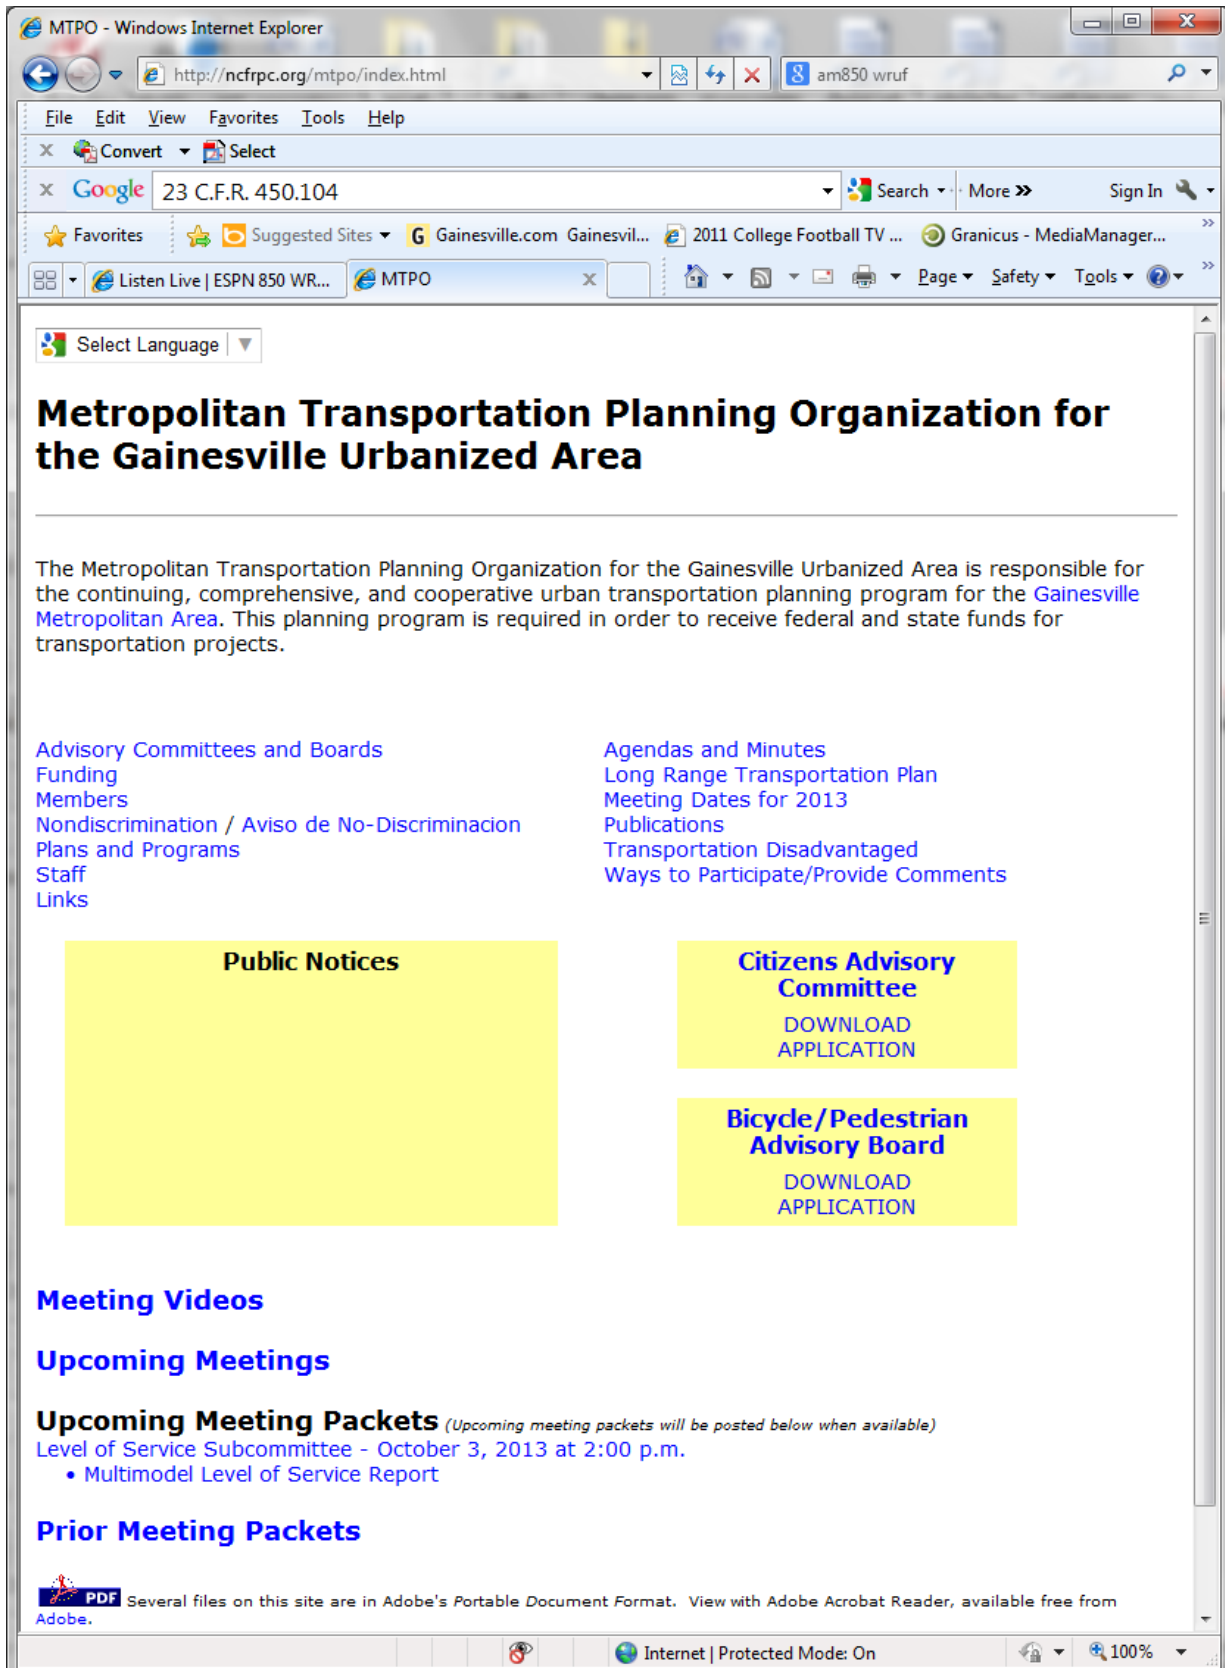 MTPO - Windows Internet Explorer
http://ncfrpc.org/mtpo/index.html
am850 wruf
File Edit View Favorites Tools Help
x Convert Select
x Google 23 C.F.R. 450.104 Search More >> Sign In
Favorites Suggested Sites G Gainesville.com Gainesvil... 2011 College Football TV ... Granicus - MediaManager...
Listen Live | ESPN 850 WR... MTPO x Page Safety Tools
Select Language
Metropolitan Transportation Planning Organization for
the Gainesville Urbanized Area
The Metropolitan Transportation Planning Organization for the Gainesville Urbanized Area is responsible for
the continuing, comprehensive, and cooperative urban transportation planning program for the Gainesville
Metropolitan Area. This planning program is required in order to receive federal and state funds for
transportation projects.
Advisory Committees and Boards
Funding
Members
Nondiscrimination / Aviso de No-Discriminacion
Plans and Programs
Staff
Links
Agendas and Minutes
Long Range Transportation Plan
Meeting Dates for 2013
Publications
Transportation Disadvantaged
Ways to Participate/Provide Comments
Public Notices
Citizens Advisory
Committee
DOWNLOAD
APPLICATION
Bicycle/Pedestrian
Advisory Board
DOWNLOAD
APPLICATION
Meeting Videos
Upcoming Meetings
Upcoming Meeting Packets (Upcoming meeting packets will be posted below when available)
Level of Service Subcommittee - October 3, 2013 at 2:00 p.m.
• Multimodel Level of Service Report
Prior Meeting Packets
PDF Several files on this site are in Adobe's Portable Document Format. View with Adobe Acrobat Reader, available free from
Adobe.
Internet | Protected Mode: On 100%